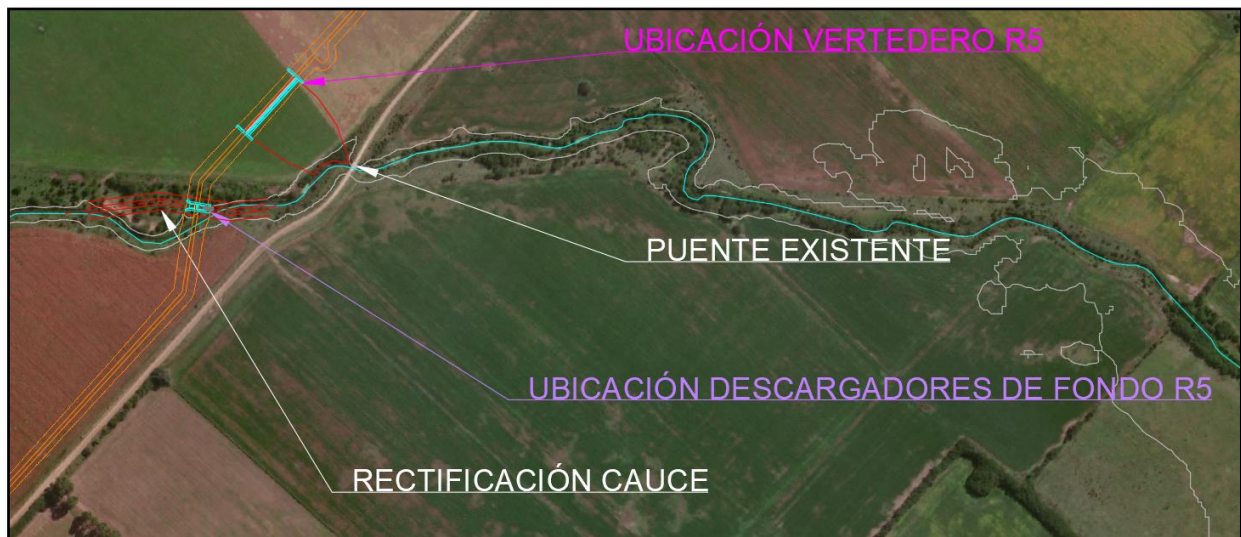 UBICACIÓN VERTEDERO R5
PUENTE EXISTENTE
UBICACIÓN DESCARGADORES DE FONDO R5
RECTIFICACIÓN CAUCE